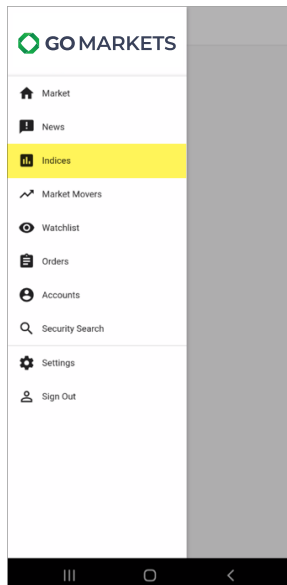 GO MARKETS
Market
News
Indices
Market Movers
Watchlist
Orders
Accounts
Security Search
Settings
Sign Out